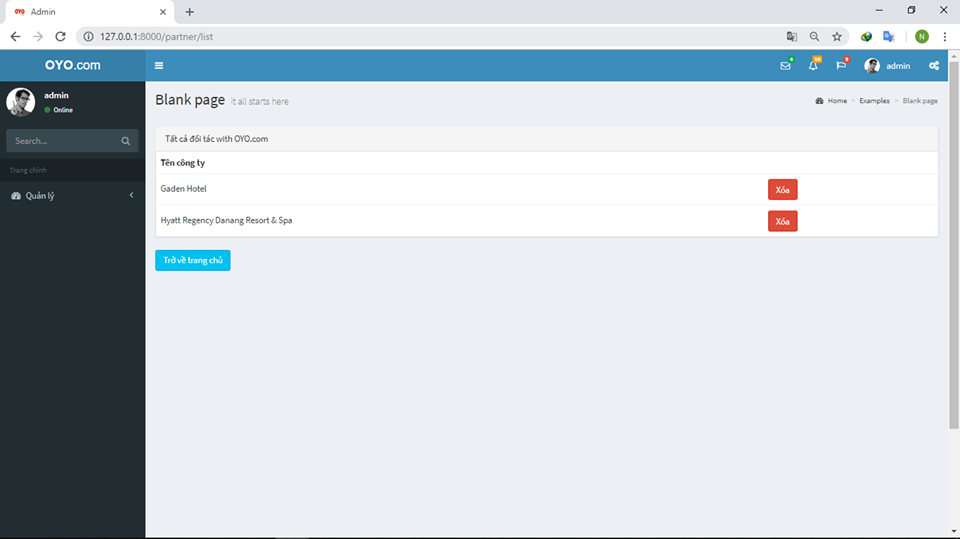 OYO Admin
127.0.0.1:8000/partner/list
N
OYO.com
4
10
9
admin
admin
Online
Search...
Trang chính
Quản lý
Blank page It all starts here
Home > Examples > Blank page
Tất cả đối tác with OYO.com
Tên công ty
Gaden Hotel
Xóa
Hyatt Regency Danang Resort & Spa
Xóa
Trở về trang chủ